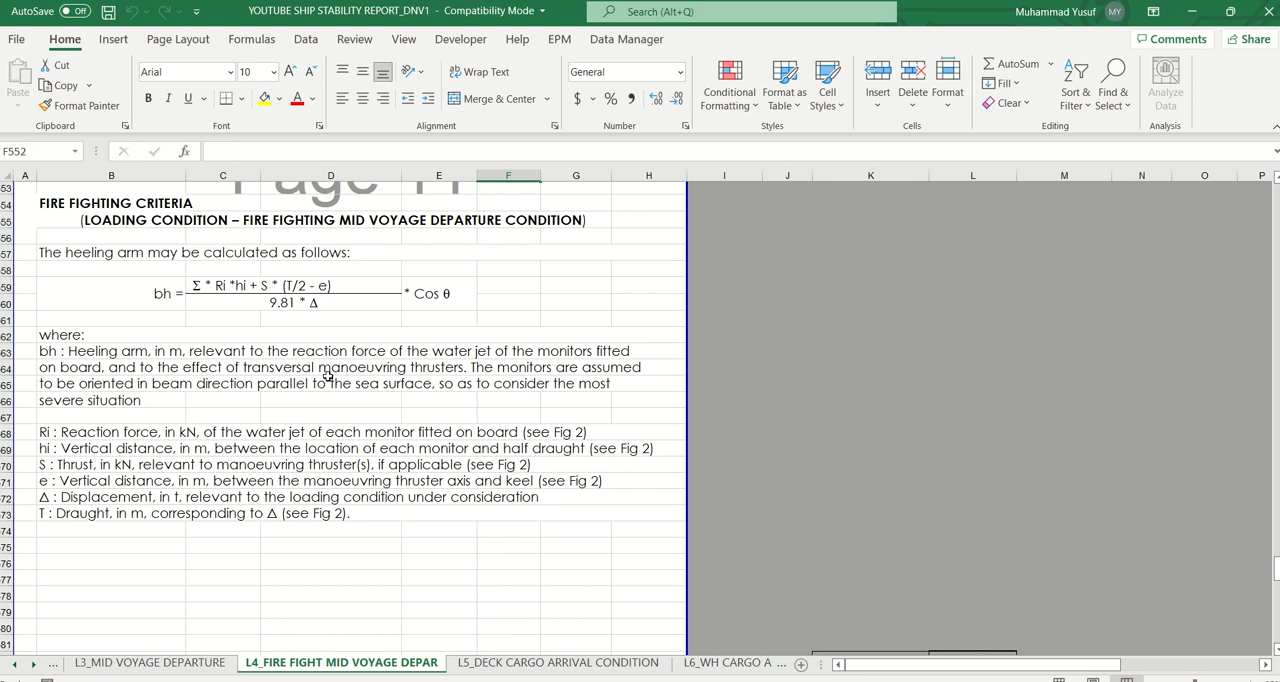 AutoSave Off YOUTUBE SHIP STABILITY REPORT_DNV1 - Compatibility Mode Search (Alt+Q) Muhammad Yusuf MY
File Home Insert Page Layout Formulas Data Review View Developer Help EPM Data Manager Comments Share
Paste Cut Copy Format Painter
Clipboard
Arial 10 A A
B I U A
Font
Wrap Text
Merge & Center
Alignment
General
$ % ,
Number
Conditional Formatting Format as Table Cell Styles
Styles
Insert Delete Format
Cells
AutoSum Fill Clear Sort & Filter Find & Select
Editing
Analyze Data
Analysis
F552 fx
A B C D E F G H I J K L M N O P
FIRE FIGHTING CRITERIA
(LOADING CONDITION – FIRE FIGHTING MID VOYAGE DEPARTURE CONDITION)
The heeling arm may be calculated as follows:
bh = Σ * Ri *hi + S * (T/2 - e) * Cos θ
9.81 * Δ
where:
bh : Heeling arm, in m, relevant to the reaction force of the water jet of the monitors fitted
on board, and to the effect of transversal manoeuvring thrusters. The monitors are assumed
to be oriented in beam direction parallel to the sea surface, so as to consider the most
severe situation
Ri : Reaction force, in kN, of the water jet of each monitor fitted on board (see Fig 2)
hi : Vertical distance, in m, between the location of each monitor and half draught (see Fig 2)
S : Thrust, in kN, relevant to manoeuvring thruster(s), if applicable (see Fig 2)
e : Vertical distance, in m, between the manoeuvring thruster axis and keel (see Fig 2)
Δ : Displacement, in t, relevant to the loading condition under consideration
T : Draught, in m, corresponding to Δ (see Fig 2).
... L3_MID VOYAGE DEPARTURE L4_FIRE FIGHT MID VOYAGE DEPAR L5_DECK CARGO ARRIVAL CONDITION L6_WH CARGO A ...